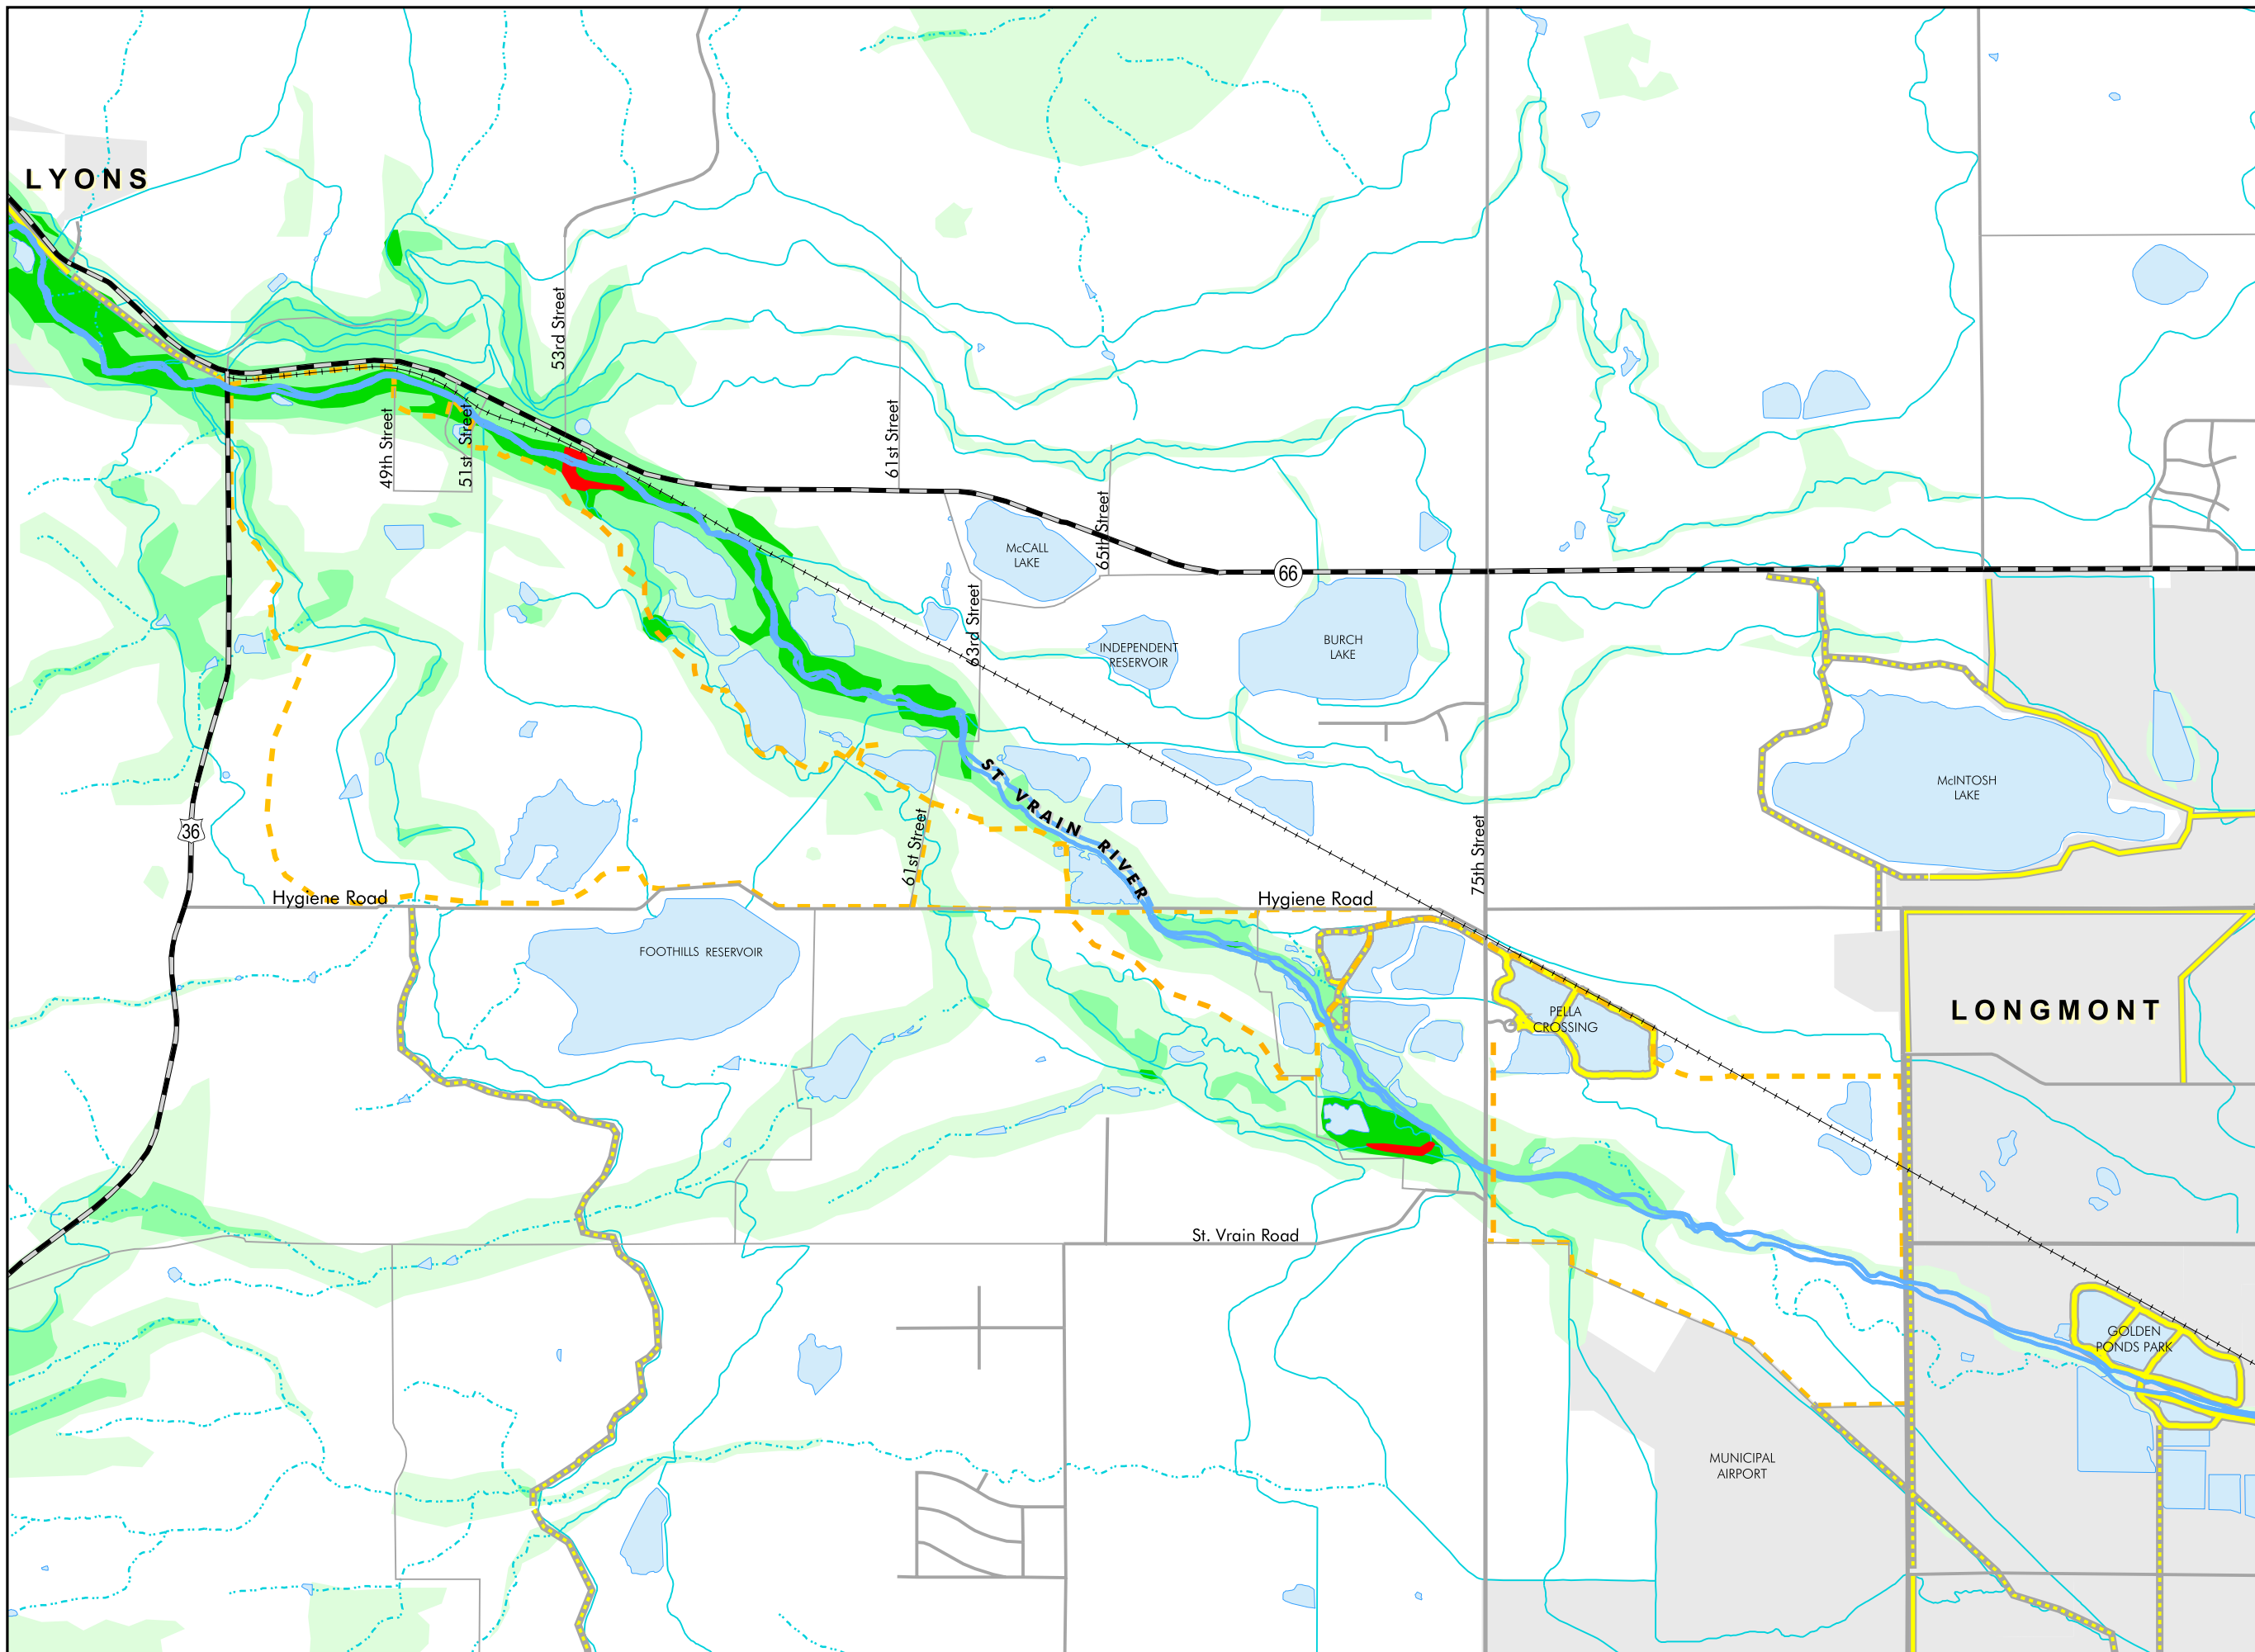 LYONS
53rd Street
49th Street
51st Street
61st Street
65th Street
McCALL
LAKE
66
63rd Street
INDEPENDENT
RESERVOIR
BURCH
LAKE
McINTOSH
LAKE
ST VRAIN RIVER
36
61st Street
75th Street
Hygiene Road
Hygiene Road
FOOTHILLS RESERVOIR
PELLA
CROSSING
LONGMONT
St. Vrain Road
GOLDEN
PONDS PARK
MUNICIPAL
AIRPORT